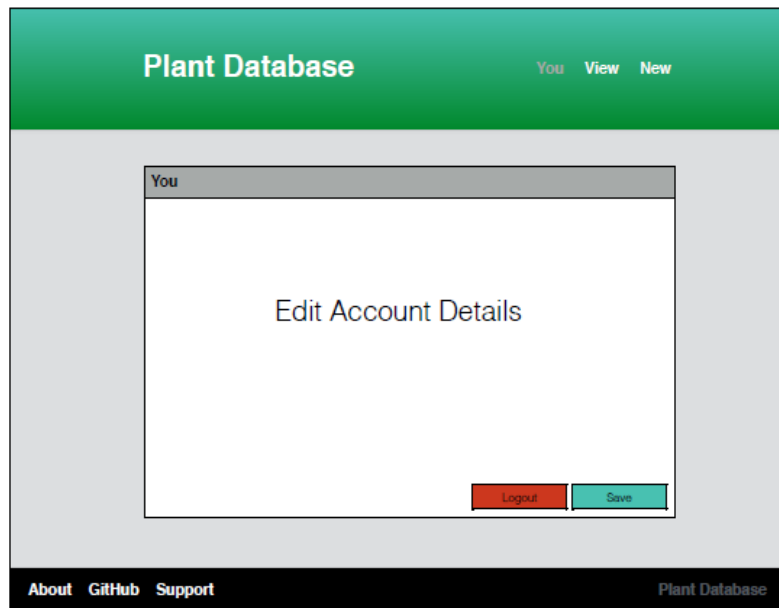 Plant Database You View New
You
Edit Account Details
Logout Save
About GitHub Support Plant Database